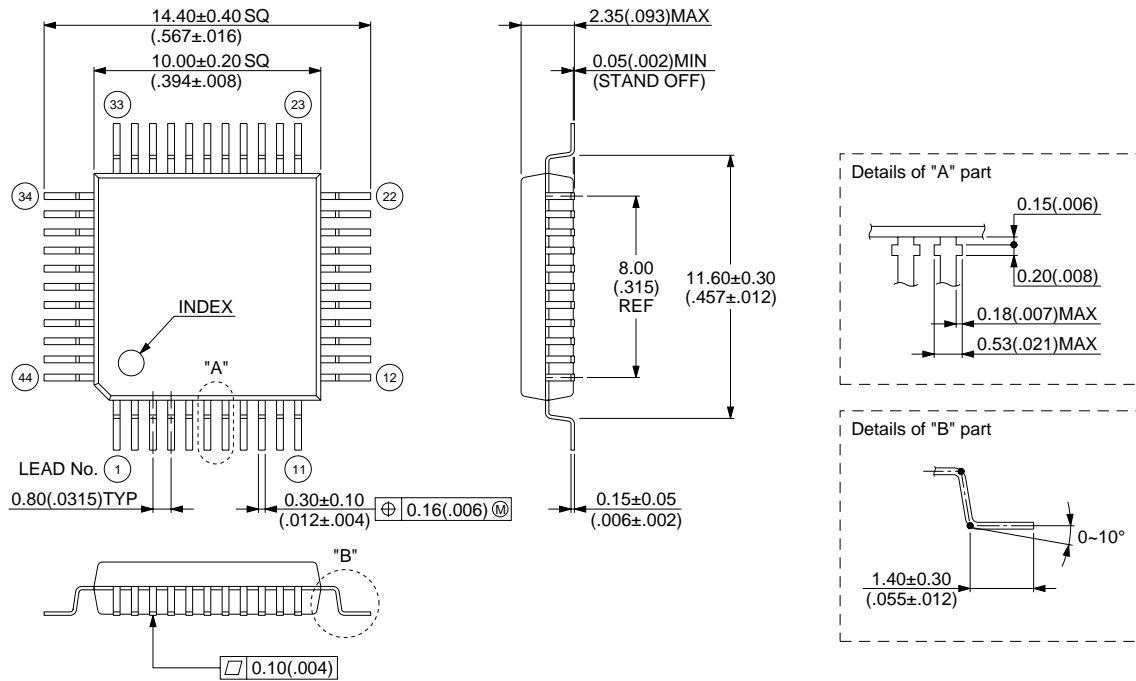 14.40±0.40 SQ
(.567±.016)
10.00±0.20 SQ
(.394±.008)
33
23
34
22
INDEX
44
"A"
12
LEAD No. 1
11
0.80(.0315)TYP
0.30±0.10
(.012±.004)
⌖ 0.16(.006) Ⓜ
2.35(.093)MAX
0.05(.002)MIN
(STAND OFF)
8.00
(.315)
REF
11.60±0.30
(.457±.012)
0.15±0.05
(.006±.002)
"B"
⏥ 0.10(.004)
Details of "A" part
0.15(.006)
0.20(.008)
0.18(.007)MAX
0.53(.021)MAX
Details of "B" part
0~10°
1.40±0.30
(.055±.012)